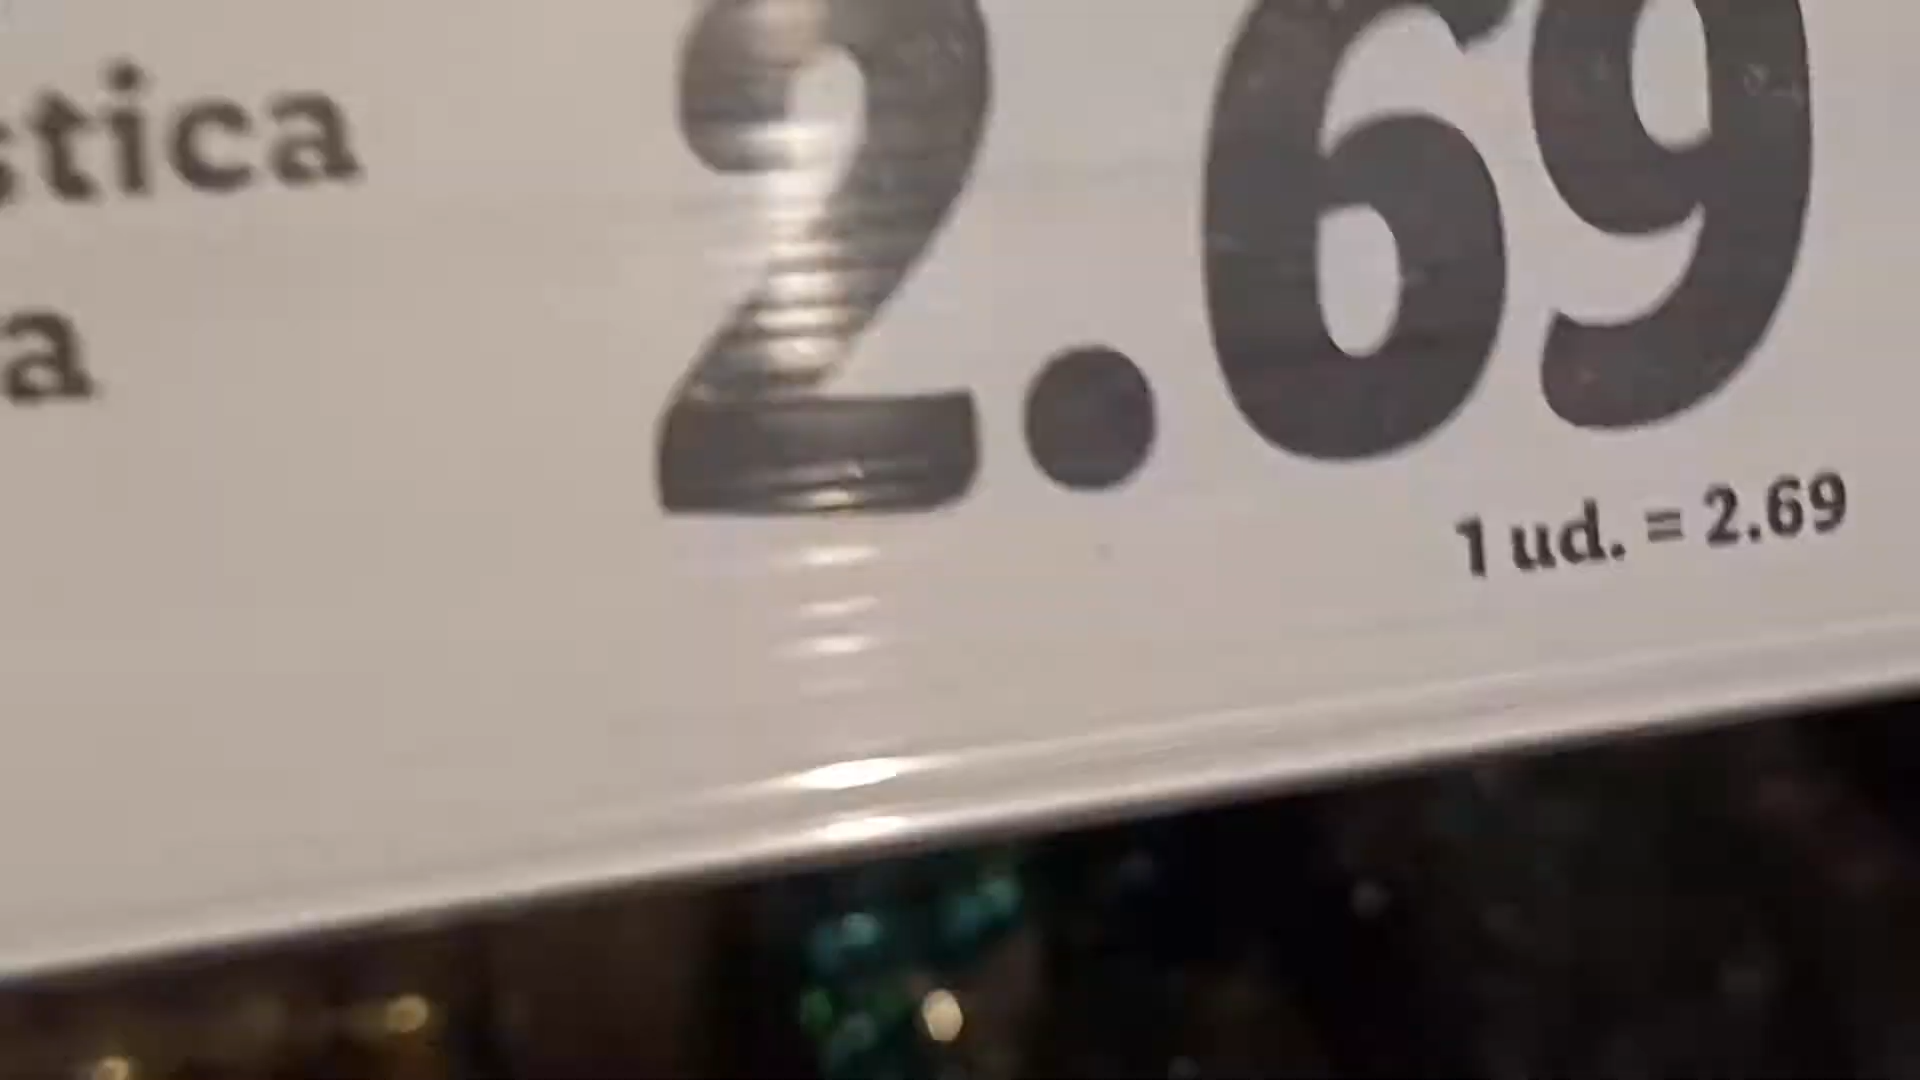 stica
a
2.69
1 ud. = 2.69